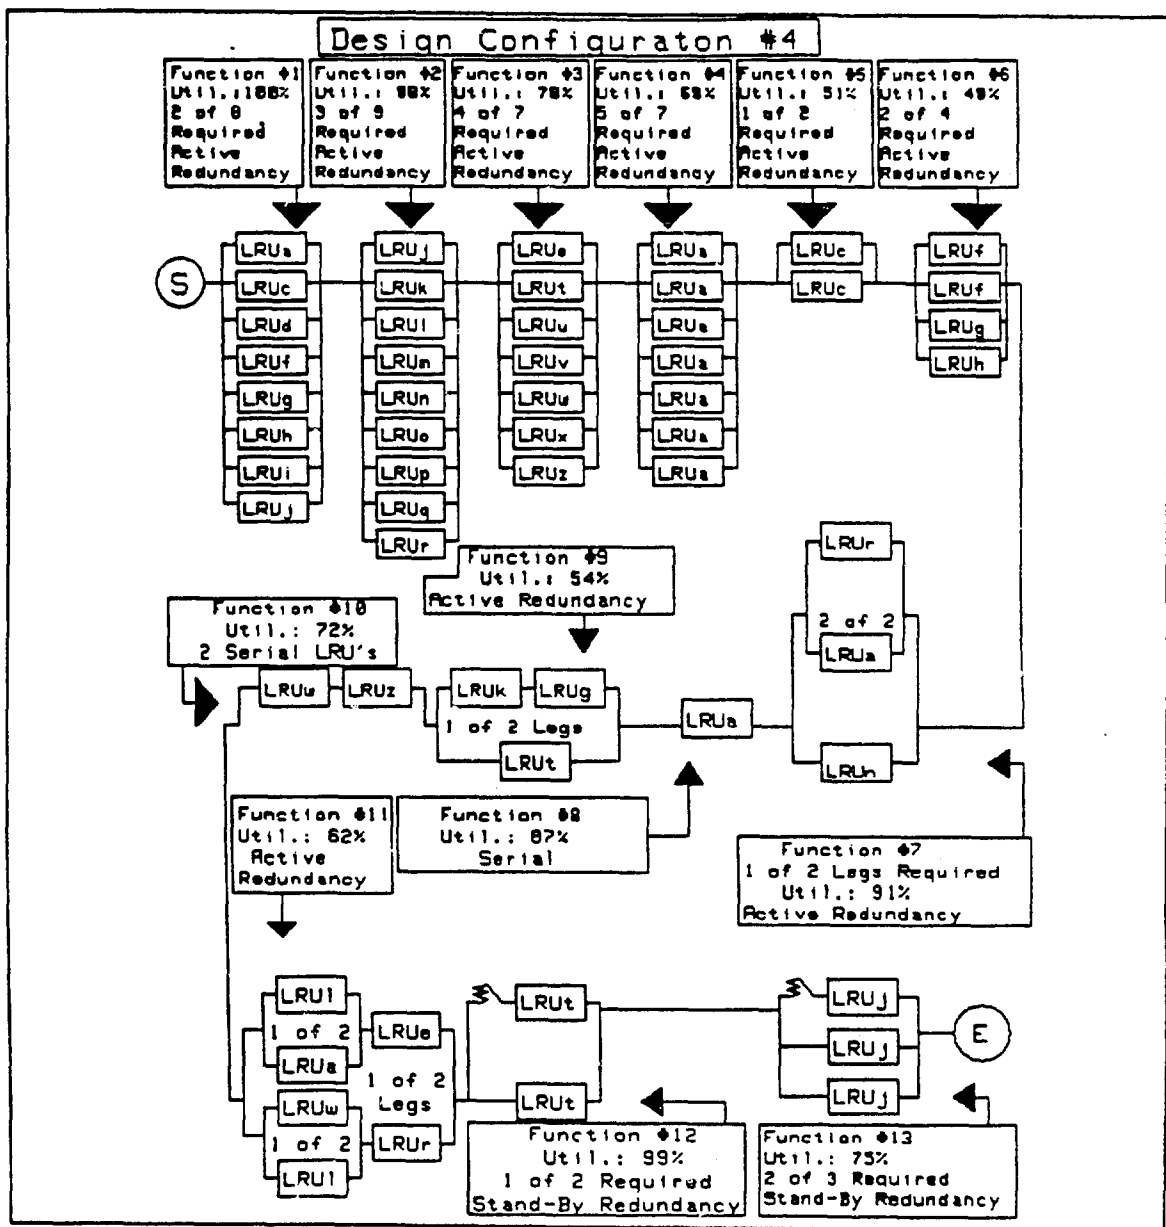 Design Configuraton #4
Function #1
Util.:100%
2 of 8
Required
Active
Redundancy
Function #2
Util.: 98%
3 of 9
Required
Active
Redundancy
Function #3
Util.: 78%
4 of 7
Required
Active
Redundancy
Function #4
Util.: 69%
5 of 7
Required
Active
Redundancy
Function #5
Util.: 51%
1 of 2
Required
Active
Redundancy
Function #6
Util.: 49%
2 of 4
Required
Active
Redundancy
S
LRUa
LRUc
LRUd
LRUf
LRUg
LRUh
LRUi
LRUj
LRUj
LRUk
LRUl
LRUm
LRUn
LRUo
LRUp
LRUq
LRUr
LRUe
LRUt
LRUu
LRUv
LRUw
LRUx
LRUz
LRUa
LRUa
LRUa
LRUa
LRUa
LRUa
LRUa
LRUc
LRUc
LRUf
LRUf
LRUg
LRUh
Function #9
Util.: 54%
Active Redundancy
Function #10
Util.: 72%
2 Serial LRU's
LRUw
LRUz
LRUk
LRUg
1 of 2 Legs
LRUt
LRUa
LRUr
2 of 2
LRUa
LRUn
Function #11
Util.: 62%
Active
Redundancy
Function #8
Util.: 87%
Serial
Function #7
1 of 2 Legs Required
Util.: 91%
Active Redundancy
LRUl
1 of 2
LRUa
LRUe
1 of 2
Legs
LRUw
1 of 2
LRUl
LRUr
LRUt
LRUt
LRUj
LRUj
LRUj
E
Function #12
Util.: 99%
1 of 2 Required
Stand-By Redundancy
Function #13
Util.: 75%
2 of 3 Required
Stand-By Redundancy